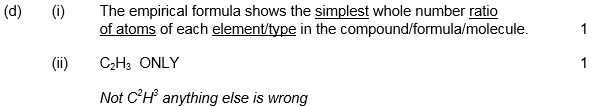 (d) (i) The empirical formula shows the simplest whole number ratio
of atoms of each element/type in the compound/formula/molecule. 1
(ii) C₂H₃ ONLY 1
Not C²H³ anything else is wrong